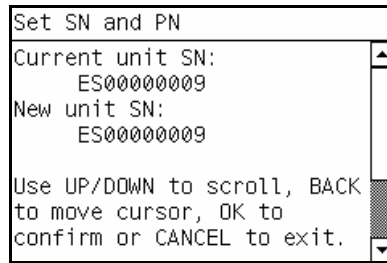 Set SN and PN
Current unit SN:
ES00000009
New unit SN:
ES00000009
Use UP/DOWN to scroll, BACK
to move cursor, OK to
confirm or CANCEL to exit.